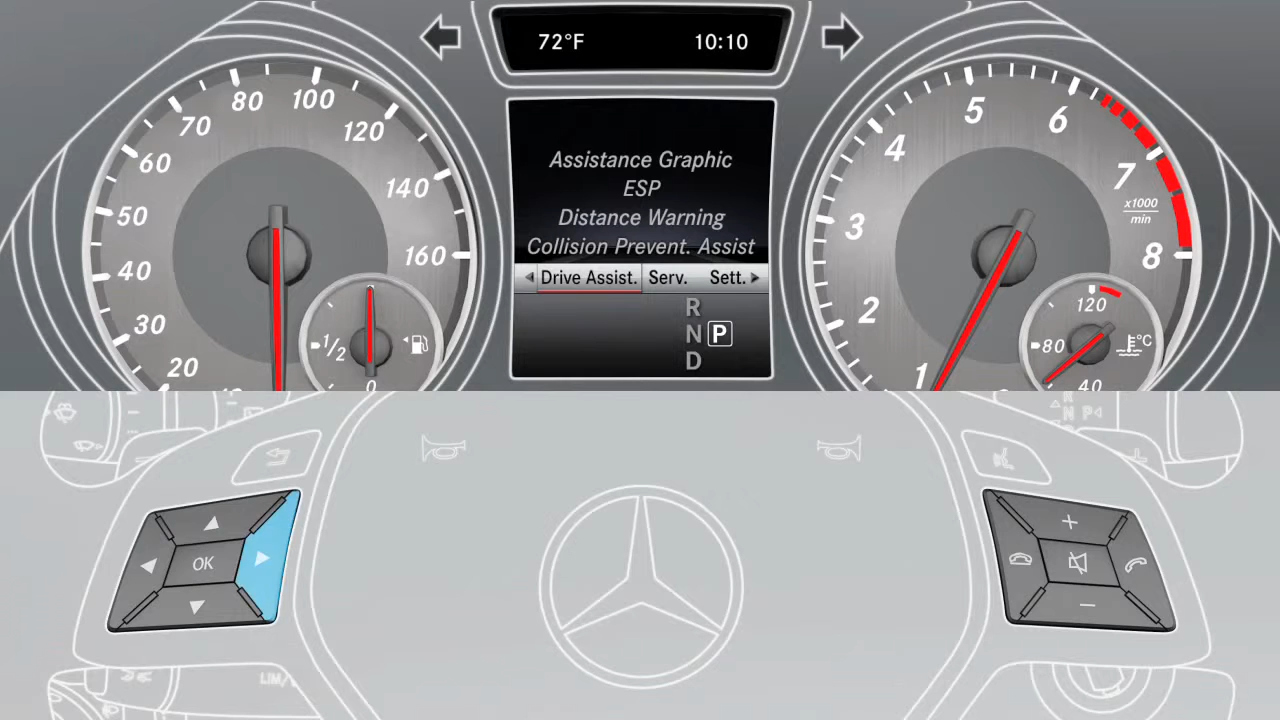 72°F 10:10
80 100
70 120
60 140
50 160
40
30
20
1/2
0
Assistance Graphic
ESP
Distance Warning
Collision Prevent. Assist
Drive Assist. Serv. Sett.
R
N P
D
5 6
4 7
3 x1000
min
8
2
1
120
80 °C
40
R
N P
OK
+
−
LIM